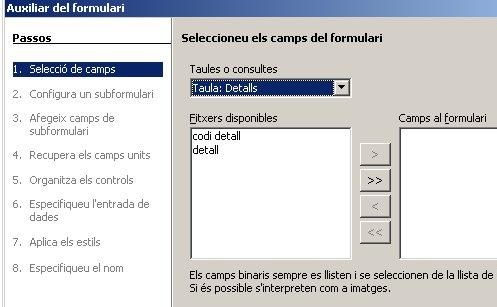 Auxiliar del formulari
Passos
1. Selecció de camps
2. Configura un subformulari
3. Afegeix camps de
subformulari
4. Recupera els camps units
5. Organitza els controls
6. Especifiqueu l'entrada de
dades
7. Aplica els estils
8. Especifiqueu el nom
Seleccioneu els camps del formulari
Taules o consultes
Taula: Detalls
Fitxers disponibles
codi detall
detall
>
>>
<
<<
Camps al formulari
Els camps binaris sempre es llisten i se seleccionen de la llista de
Si és possible s'interpreten com a imatges.